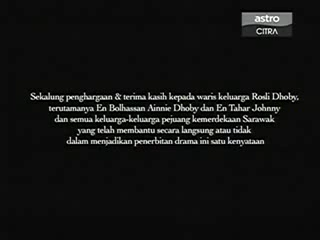 astro
CITRA
Sekalung penghargaan & terima kasih kepada waris keluarga Rosli Dhoby,
terutamanya En Bolhassan Ainnie Dhoby dan En Tahar Johnny
dan semua keluarga-keluarga pejuang kemerdekaan Sarawak
yang telah membantu secara langsung atau tidak
dalam menjadikan penerbitan drama ini satu kenyataan